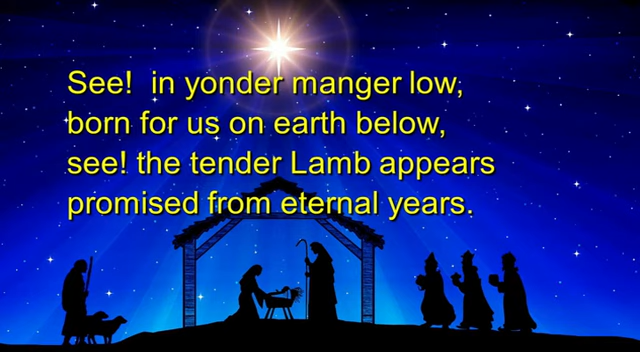 See!  in yonder manger low,
born for us on earth below,
see! the tender Lamb appears
promised from eternal years.